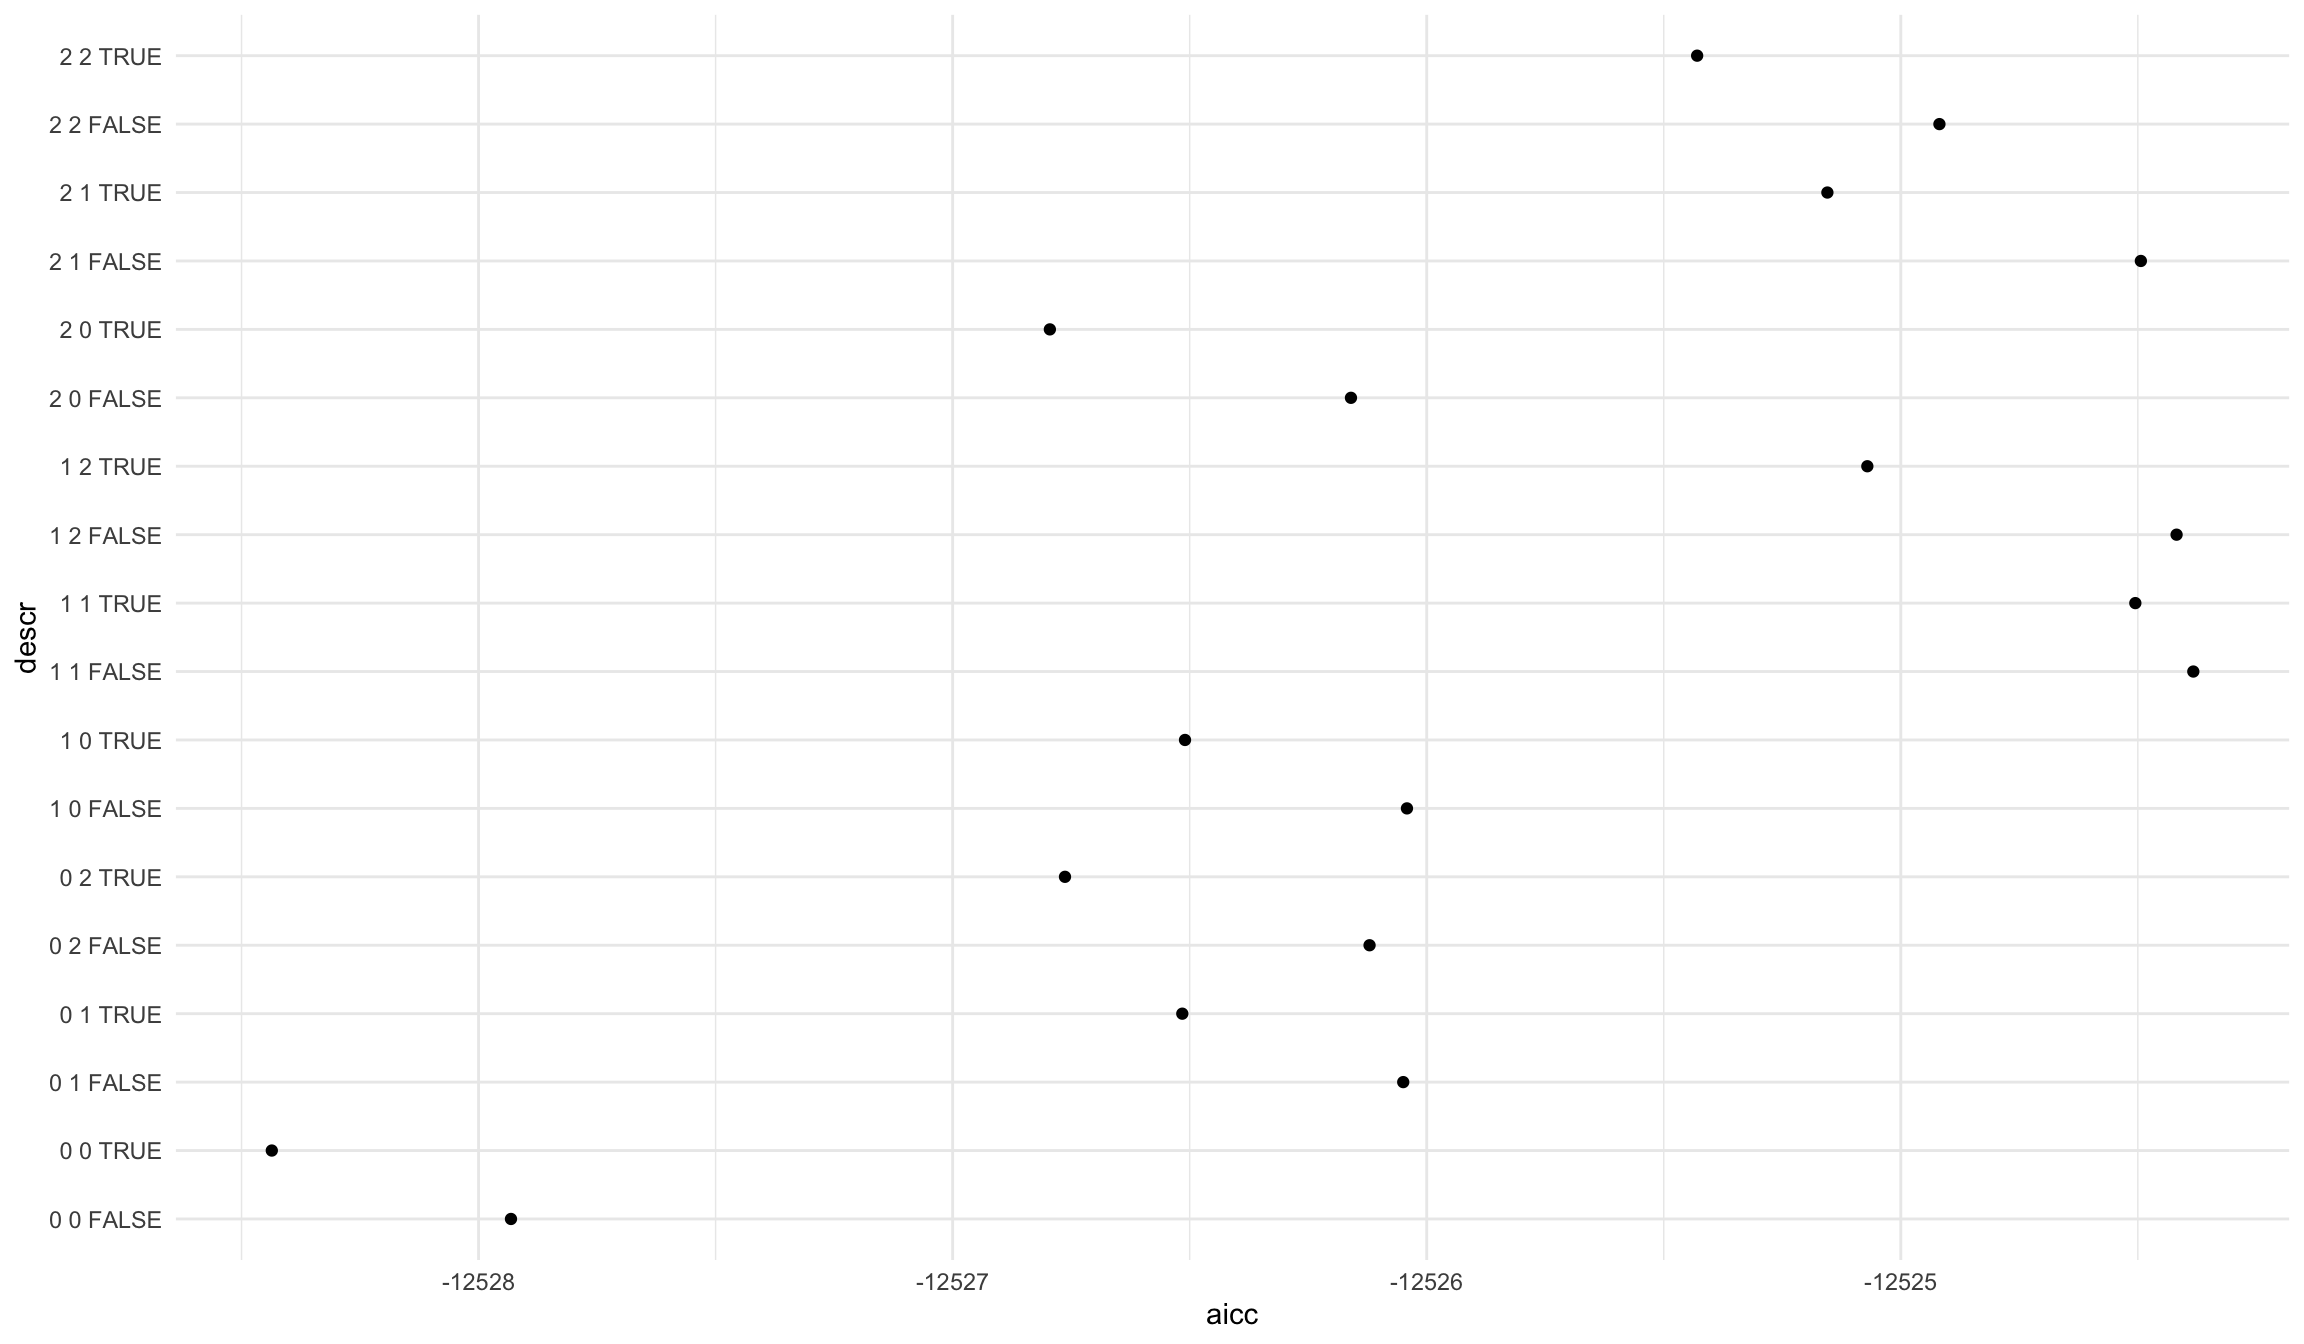 2 2 TRUE
2 2 FALSE
2 1 TRUE
2 1 FALSE
2 0 TRUE
2 0 FALSE
1 2 TRUE
1 2 FALSE
1 1 TRUE
1 1 FALSE
1 0 TRUE
1 0 FALSE
0 2 TRUE
0 2 FALSE
0 1 TRUE
0 1 FALSE
0 0 TRUE
0 0 FALSE
descr
-12528 -12527 -12526 -12525
aicc